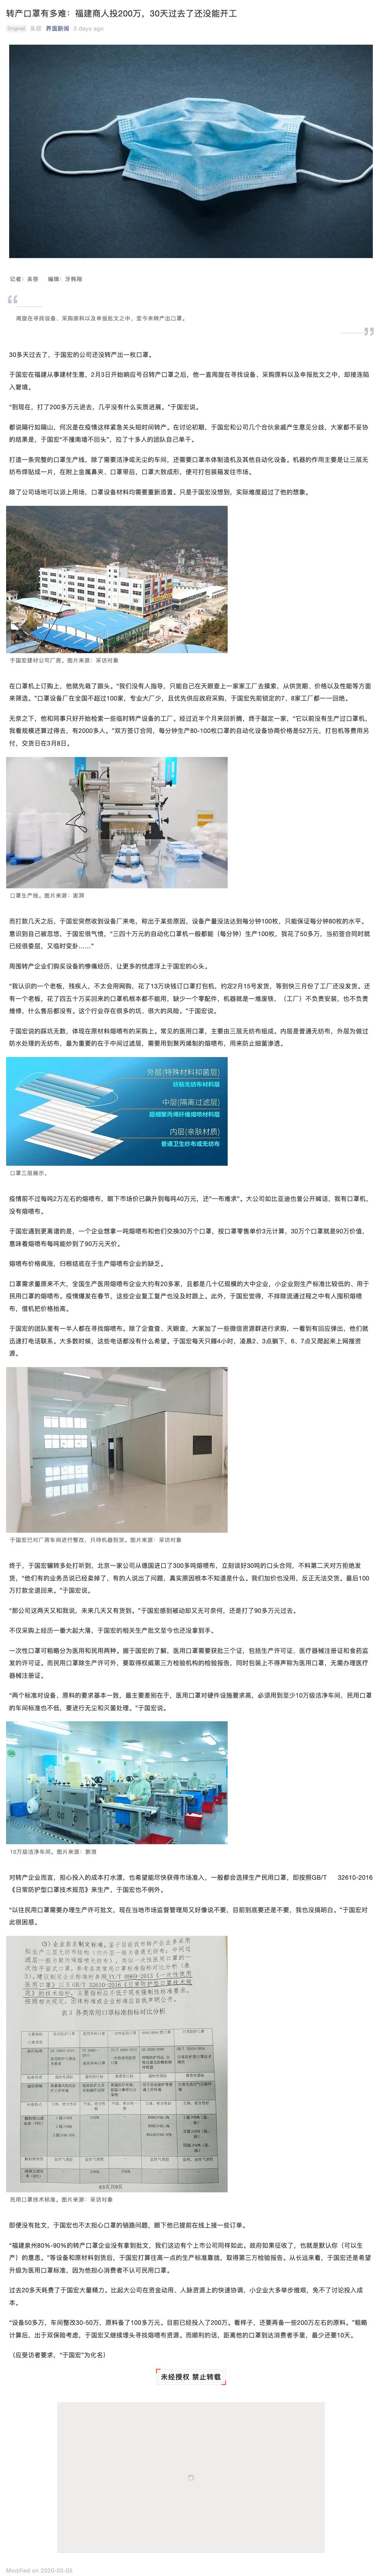 转产口罩有多难：福建商人投200万，30天过去了还没能开工
Original 吴容 界面新闻 3 days ago
记者：吴容 编辑：牙韩翔
周旋在寻找设备、采购原料以及申报批文之中，至今未转产出口罩。
30多天过去了，于国宏的公司还没转产出一枚口罩。
于国宏在福建从事建材生意，2月3日开始响应号召转产口罩之后，他一直周旋在寻找设备、采购原料以及申报批文之中，却接连陷
入窘境。
“到现在，打了200多万元进去，几乎没有什么实质进展。”于国宏说。
都说隔行如隔山，何况是在疫情这样紧急关头短时间转产。在讨论初期，于国宏和公司几个合伙亲戚产生意见分歧，大家都不妥协
的结果是，于国宏“不撞南墙不回头”，拉了十多人的团队自己单干。
打造一条完整的口罩生产线，除了需要洁净或无尘的车间，还需要口罩本体制造机及其他自动化设备。机器的作用主要是让三层无
纺布焊贴成一片，在附上金属鼻夹、口罩带后，口罩大致成形，便可打包装箱发往市场。
除了公司场地可以派上用场，口罩设备材料均需要重新添置。只是于国宏没想到，实际难度超过了他的想象。
于国宏建材公司厂房。图片来源：采访对象
在口罩机上订购上，他就先栽了跟头。“我们没有人指导，只能自己在天眼查上一家家工厂去摸索，从供货期、价格以及性能等方面
来筛选。”口罩设备厂在全国不超过100家，专业大厂少，且优先供应政府采购，于国宏先前锁定的7、8家工厂都一一回绝。
无奈之下，他和同事只好开始检索一些临时转产设备的工厂。经过近半个月来回折腾，终于敲定一家，“它以前没有生产过口罩机，
我看规模还算过得去，有2000多人。”双方签订合同，每分钟生产80-100枚口罩的自动化设备协商价格是52万元，打包机等费用另
付，交货日在3月8日。
口罩生产线。图片来源：澎湃
而打款几天之后，于国宏突然收到设备厂来电，称出于某些原因，设备产量没法达到每分钟100枚，只能保证每分钟80枚的水平。
意识到自己被忽悠，于国宏很气愤，“三四十万元的自动化口罩机一般都能（每分钟）生产100枚，我花了50多万，当初签合同时就
已经很委屈，又临时变卦……”
周围转产企业们购买设备的惨痛经历，让更多的忧虑浮上于国宏的心头。
“我认识的一个老板，残疾人，不太会用网购，花了13万块钱订口罩打包机，约定2月15号发货，等到快三月份了工厂还没发货。还
有一个老板，花了四五十万买回来的口罩机根本都不能用，缺少一个零配件，机器就是一堆废铁，（工厂）不负责安装，也不负责
维修，什么售后都没有。这个行业存在很多的坑、很大的风险。”于国宏说。
于国宏说的踩坑无数，体现在原材料熔喷布的采购上。常见的医用口罩，主要由三层无纺布组成。内层是普通无纺布，外层为做过
防水处理的无纺布，最为重要的在于中间过滤层，需要用到聚丙烯制的熔喷布，用来防止细菌渗透。
外层(特殊材料抑菌层)
纺粘无纺布材料层
中层(隔离过滤层)
超细聚丙烯纤维熔喷材料层
内层(亲肤材质)
普通卫生纱布或无纺布
口罩三层展示。
疫情前不过每吨2万左右的熔喷布，眼下市场价已飙升到每吨40万元，还“一布难求”。大公司如比亚迪也曾公开喊话，我有口罩机，
没有熔喷布。
于国宏遇到更离谱的是，一个企业想拿一吨熔喷布和他们交换30万个口罩，按口罩零售单价3元计算，30万个口罩就是90万价值，
意味着熔喷布每吨能炒到了90万元天价。
熔喷布价格疯涨，归根结底在于生产熔喷布企业的缺乏。
口罩需求量原来不大，全国生产医用熔喷布企业大约有20多家，且都是几十亿规模的大中企业，小企业则生产标准比较低的、用于
民用口罩的熔喷布。疫情爆发在春节，这些企业复工复产也没及时跟上。此外，于国宏觉得，不排除流通过程之中有人囤积熔喷
布，借机把价格抬高。
于国宏的团队里有一半人都在寻找熔喷布。除了企查查、天眼查，大家加了一些微信资源群进行求购，一看到有回应弹出，他们就
迅速打电话联系。大多数时候，这些电话都没有什么希望。于国宏每天只睡4小时，凌晨2、3点躺下，6、7点又爬起来上网搜资
源。
于国宏已对厂房车间进行整改，只待机器到货。图片来源：采访对象
终于，于国宏辗转多处打听到，北京一家公司从德国进口了300多吨熔喷布，立刻谈好30吨的口头合同，不料第二天对方拒绝发
货，“他们有的业务员说已经卖掉了，有的人说出了问题，真实原因根本不知道是什么。我们加价也没用，反正无法交货。最后100
万打款全退回来。”于国宏说。
“那公司这两天又和我说，未来几天又有货到。”于国宏感到被动却又无可奈何，还是打了90多万元过去。
不仅采购上经历一番大起大落，于国宏的相关生产批文至今也还没拿到手。
一次性口罩可粗略分为医用和民用两种。据于国宏的了解，医用口罩需要获批三个证，包括生产许可证、医疗器械注册证和食药监
发的许可证。而民用口罩除生产许可外，要取得权威第三方检验机构的检验报告，同时包装上不得声称为医用口罩，无需办理医疗
器械注册证。
“两个标准对设备、原料的要求基本一致，最主要差别在于，医用口罩对硬件设施要求高，必须用到至少10万级洁净车间，民用口罩
的车间标准也不低，要进行无尘和灭菌处理。”于国宏说。
10万级洁净车间。图片来源：新浪
对转产企业而言，担心投入的成本打水漂，也希望能尽快获得市场准入，一般都会选择生产民用口罩，即按照GB/T 32610-2016
《日常防护型口罩技术规范》来生产，于国宏也不例外。
“以往民用口罩需要办理生产许可批文，现在当地市场监督管理局又好像说不要，目前到底要还是不要，我也没搞明白。”于国宏对
此很困惑。
(3)企业自主制定标准。
表3 各类常用口罩标准指标对比分析
民用口罩技术标准。图片来源：采访对象
即便没有批文，于国宏也不太担心口罩的销路问题，眼下他已提前在线上接一些订单。
“福建泉州80%-90%的转产口罩企业没有拿到批文，我们这边有个上市公司同样如此。政府如果征收了，也就是默认你（可以生
产）的意思。”等设备和原材料到货后，于国宏打算往高一点的生产标准靠拢，取得第三方检验报告。从长远来看，于国宏还是希望
升级为医用口罩标准，因为他担心消费者不认可民用口罩。
过去20多天耗费了于国宏大量精力。比起大公司在资金动用、人脉资源上的快速协调，小企业大多举步维艰，免不了讨论投入成
本。
“设备50多万，车间整改30-50万，原料备了100多万元。目前已经投入了200万。看样子，还要再备一些200万左右的原料。”粗略
计算后，出于双保险考虑，于国宏又继续埋头寻找熔喷布资源。而顺利的话，距离他的口罩到达消费者手里，最少还要10天。
（应受访者要求，“于国宏”为化名）
未经授权 禁止转载
Modified on 2020-03-05